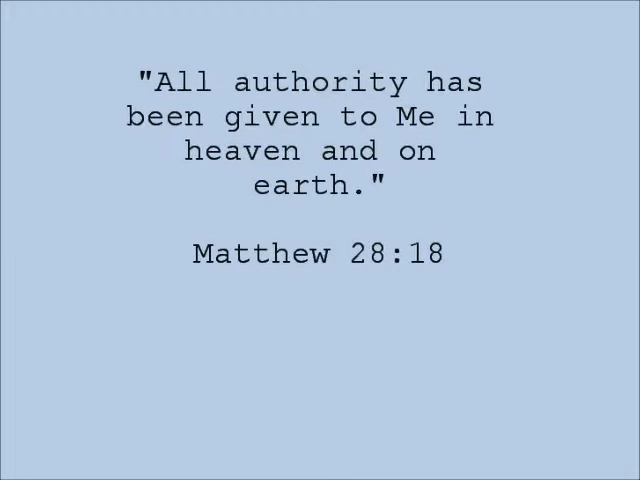 "All authority has
been given to Me in
heaven and on
earth."
Matthew 28:18